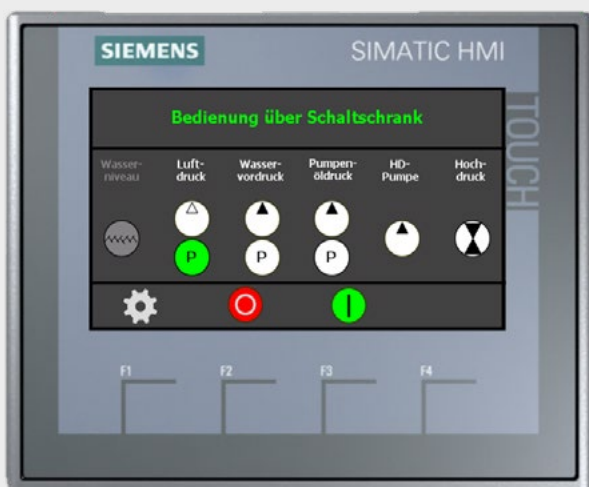 SIEMENS
SIMATIC HMI
TOUCH
Bedienung über Schaltschrank
Wasser-
niveau
Luft-
druck
Wasser-
vordruck
Pumpen-
öldruck
HD-
Pumpe
Hoch-
druck
P
P
P
F1
F2
F3
F4